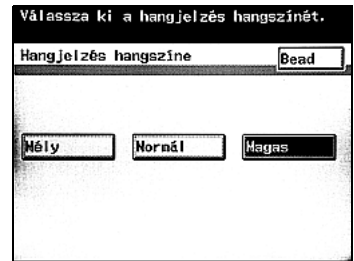 Válassza ki a hangjelzés hangszínét.
Hangjelzés hangszíne
Bead
Mély
Normál
Magas